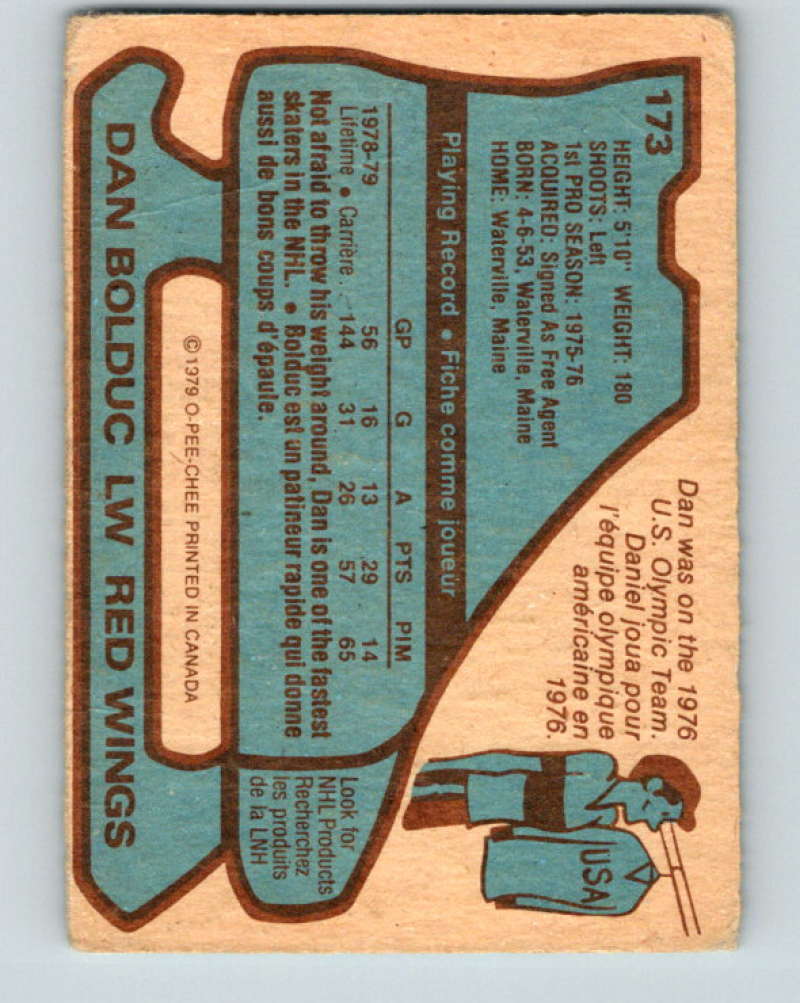 173
HEIGHT: 5'10" WEIGHT: 180
SHOOTS: Left
1st PRO SEASON: 1975-76
ACQUIRED: Signed As Free Agent
BORN: 4-6-53, Waterville, Maine
HOME: Waterville, Maine
Dan was on the 1976
U.S. Olympic Team.
Daniel joua pour
l'équipe olympique
américaine en
1976.
USA
Playing Record • Fiche comme joueur
GP G A PTS PIM
1978-79 56 16 13 29 14
Lifetime • Carrière . 144 31 26 57 65
Not afraid to throw his weight around, Dan is one of the fastest
skaters in the NHL. • Bolduc est un patineur rapide qui donne
aussi de bons coups d'épaule.
Look for
NHL Products
Recherchez
les produits
de la LNH
©1979 O-PEE-CHEE PRINTED IN CANADA
DAN BOLDUC LW RED WINGS